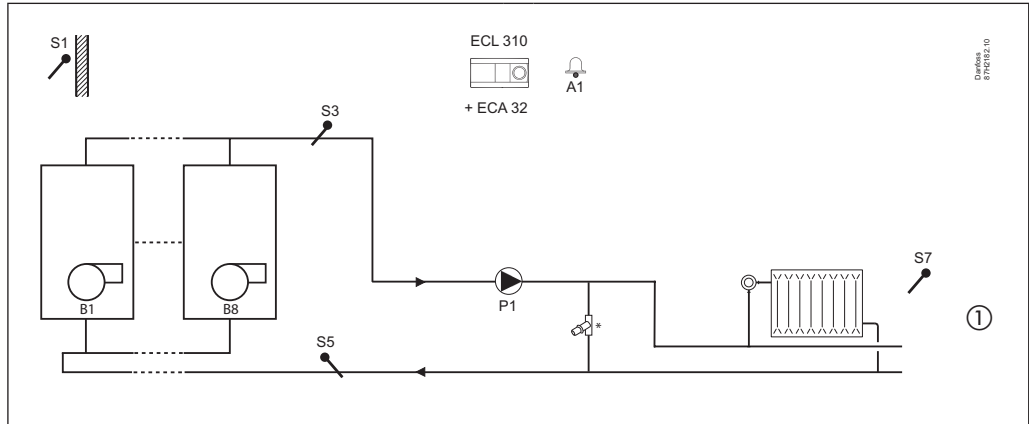 S1
ECL 310
A1
+ ECA 32
Danfoss
87H2182.10
S3
B1
B8
P1
*
S5
S7
1